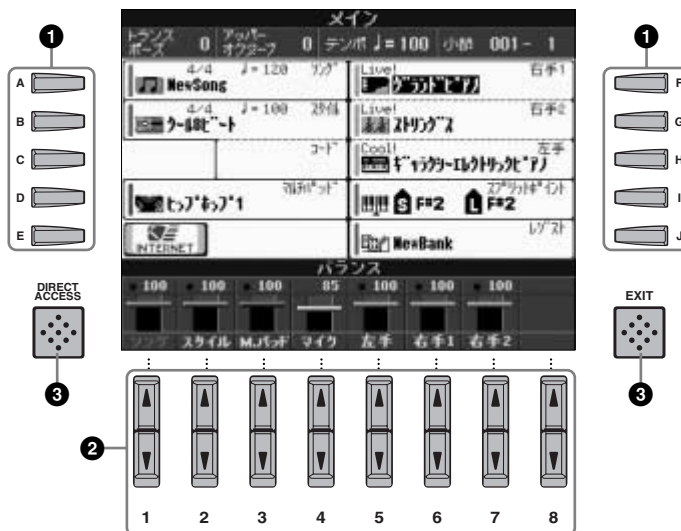 メイン
トランス
ポーズ 0 アッパー
オクターブ 0 テンポ ♩=100 小節 001- 1
4/4 ♩=120 ソング
NewSong
Live! 右手1
グランドピアノ
4/4 ♩=100 スタイル
クール8ビート
Live! 右手2
ストリングス
コード
Cool! 左手
ギャラクシーエレクトリックピアノ
マルチパッド
ヒップホップ1
スプリットポイント
S F#2 L F#2
INTERNET
レジスト
NewBank
バランス
100 100 100 85 100 100 100
ソング スタイル M.パッド マイク 左手 右手1 右手2
1
1
A
B
C
D
E
F
G
H
I
J
DIRECT
ACCESS
EXIT
3
3
2
1 2 3 4 5 6 7 8